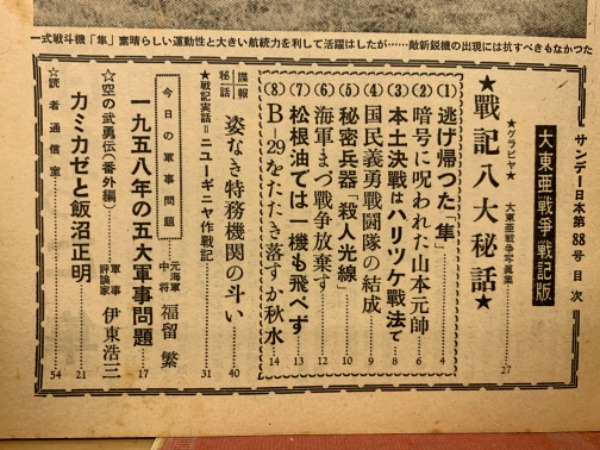 一式戦斗機「隼」素晴らしい運動性と大きい航続力を利して活躍はしたが……敵新鋭機の出現には抗すべきもなかつた
サンデー日本第88号目次
大東亜戦争戦記版
★グラビヤ★ 大東亜戦争写真集……27
★戰記八大秘話★
(1) 逃げ帰つた「隼」……4
(2) 暗号に呪われた山本元帥……6
(3) 本土決戦はハリツケ戰法で……8
(4) 国民義勇戰闘隊の結成……9
(5) 秘密兵器「殺人光線」……10
(6) 海軍まづ戰争放棄す……12
(7) 松根油では一機も飛べず……13
(8) B-29をたたき落すか秋水……14
諜報秘話 姿なき特務機関の斗い……40
★戦記実話=ニユーギニヤ作戰記……31
今日の軍事問題
一九五八年の五大軍事問題……17
元海軍中将 福留 繁
☆空の武勇伝(番外編)
カミカゼと飯沼正明……21
軍事評論家 伊東浩三
☆読者通信室……54